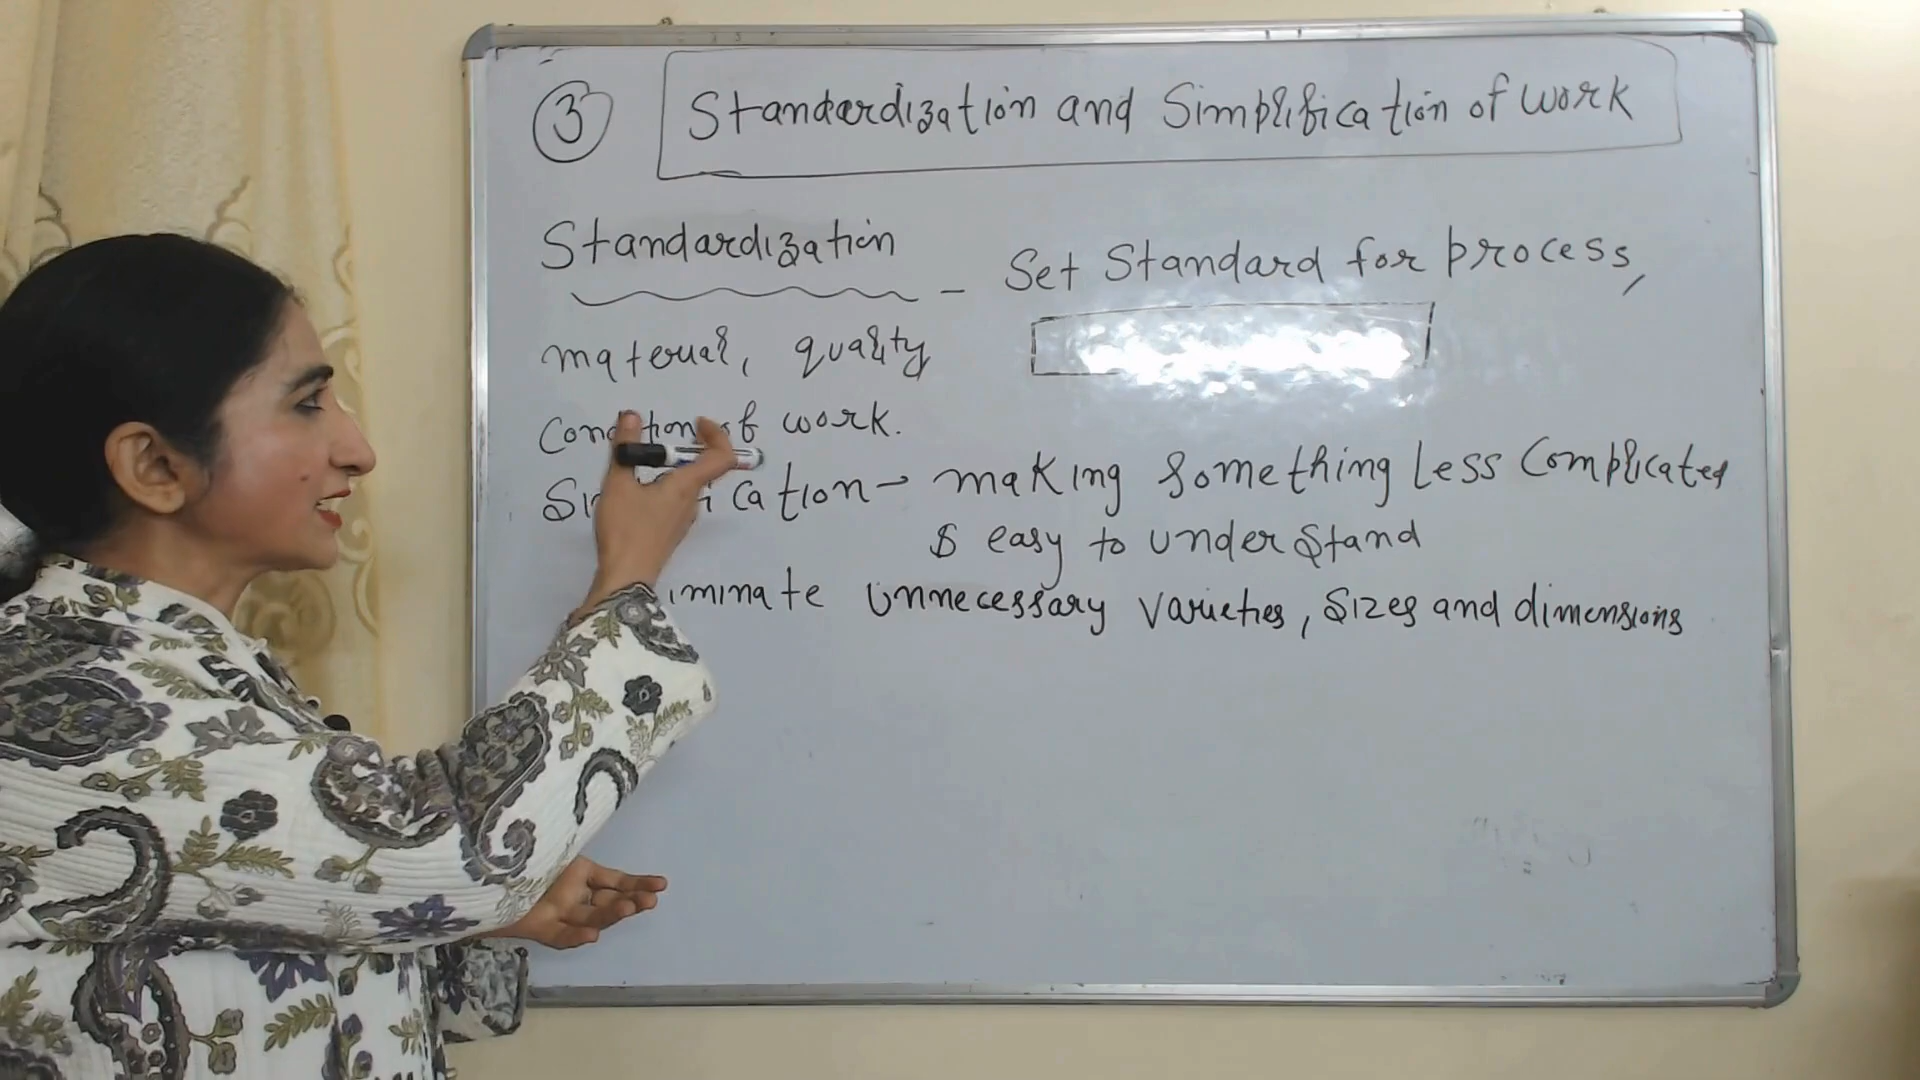 3 Standardization and Simplification of work
Standardization - Set Standard for process,
material, quality
Condition of work.
making something Less Complicated
& easy to understand
unnecessary varieties, sizes and dimensions